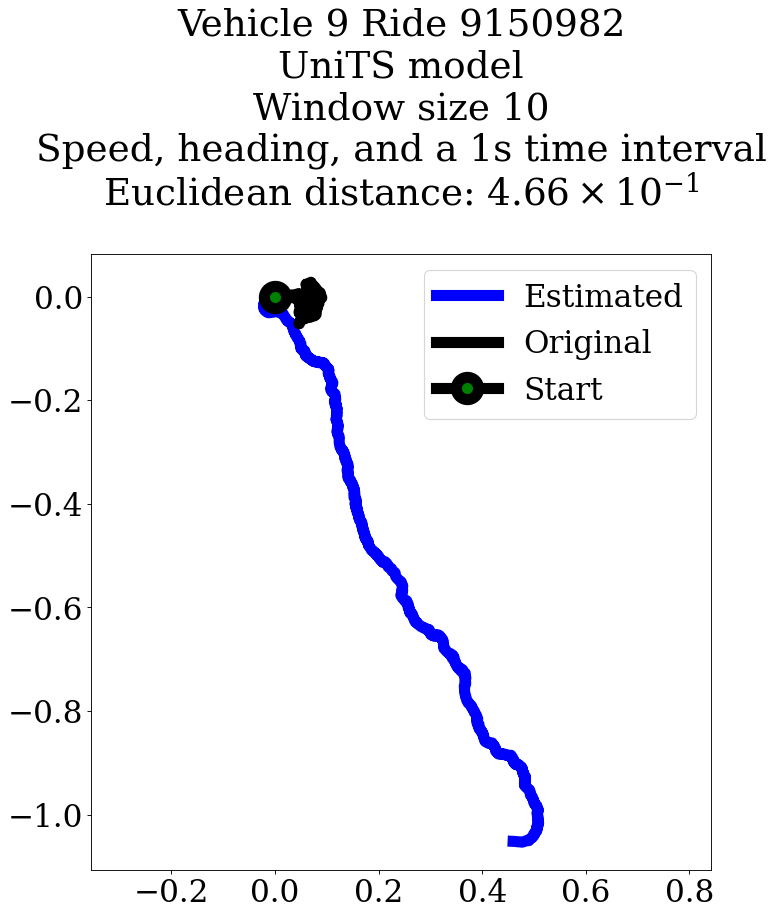 Vehicle 9 Ride 9150982
UniTS model
Window size 10
Speed, heading, and a 1s time interval
Euclidean distance: 4.66 × 10⁻¹
Estimated
Original
Start
0.0
−0.2
−0.4
−0.6
−0.8
−1.0
−0.2 0.0 0.2 0.4 0.6 0.8